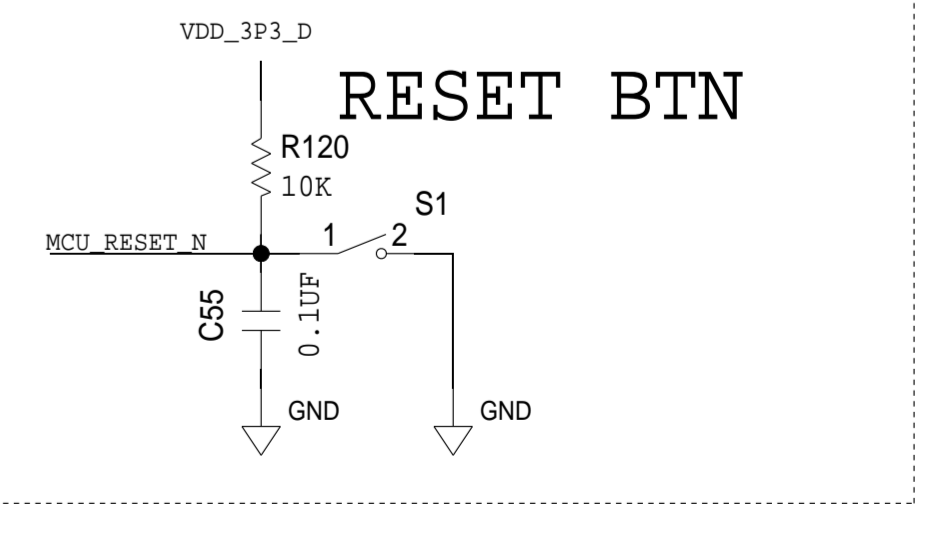 VDD_3P3_D
RESET BTN
R120
10K
S1
MCU_RESET_N
1
2
C55
0.1UF
GND
GND